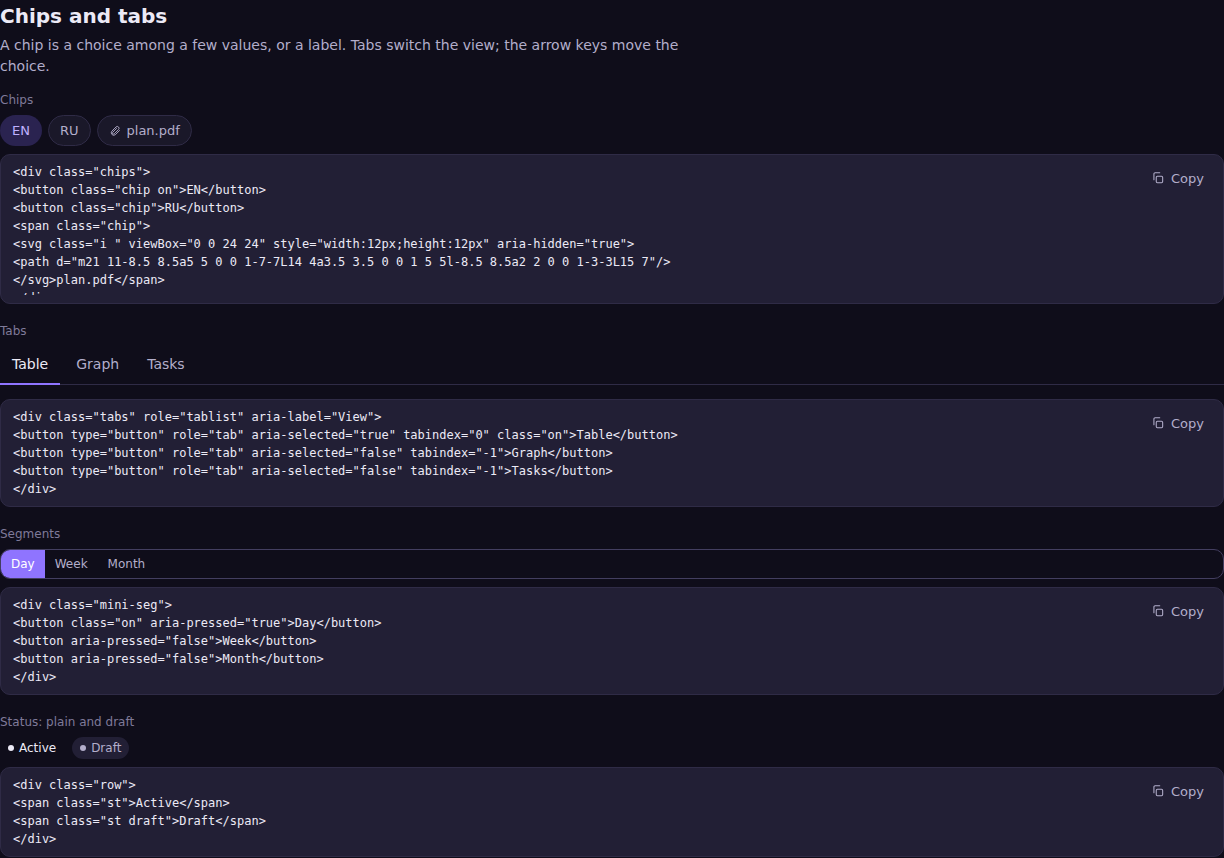 Chips and tabs
A chip is a choice among a few values, or a label. Tabs switch the view; the arrow keys move the
choice.
Chips
EN RU plan.pdf
<div class="chips">
Copy
<button class="chip on">EN</button>
<button class="chip">RU</button>
<span class="chip">
<svg class="i " viewBox="0 0 24 24" style="width:12px;height:12px" aria-hidden="true">
<path d="m21 11-8.5 8.5a5 5 0 0 1-7-7L14 4a3.5 3.5 0 0 1 5 5l-8.5 8.5a2 2 0 0 1-3-3L15 7"/>
</svg>plan.pdf</span>
Tabs
Table Graph Tasks
<div class="tabs" role="tablist" aria-label="View">
Copy
<button type="button" role="tab" aria-selected="true" tabindex="0" class="on">Table</button>
<button type="button" role="tab" aria-selected="false" tabindex="-1">Graph</button>
<button type="button" role="tab" aria-selected="false" tabindex="-1">Tasks</button>
</div>
Segments
Day Week Month
<div class="mini-seg">
Copy
<button class="on" aria-pressed="true">Day</button>
<button aria-pressed="false">Week</button>
<button aria-pressed="false">Month</button>
</div>
Status: plain and draft
Active Draft
<div class="row">
Copy
<span class="st">Active</span>
<span class="st draft">Draft</span>
</div>